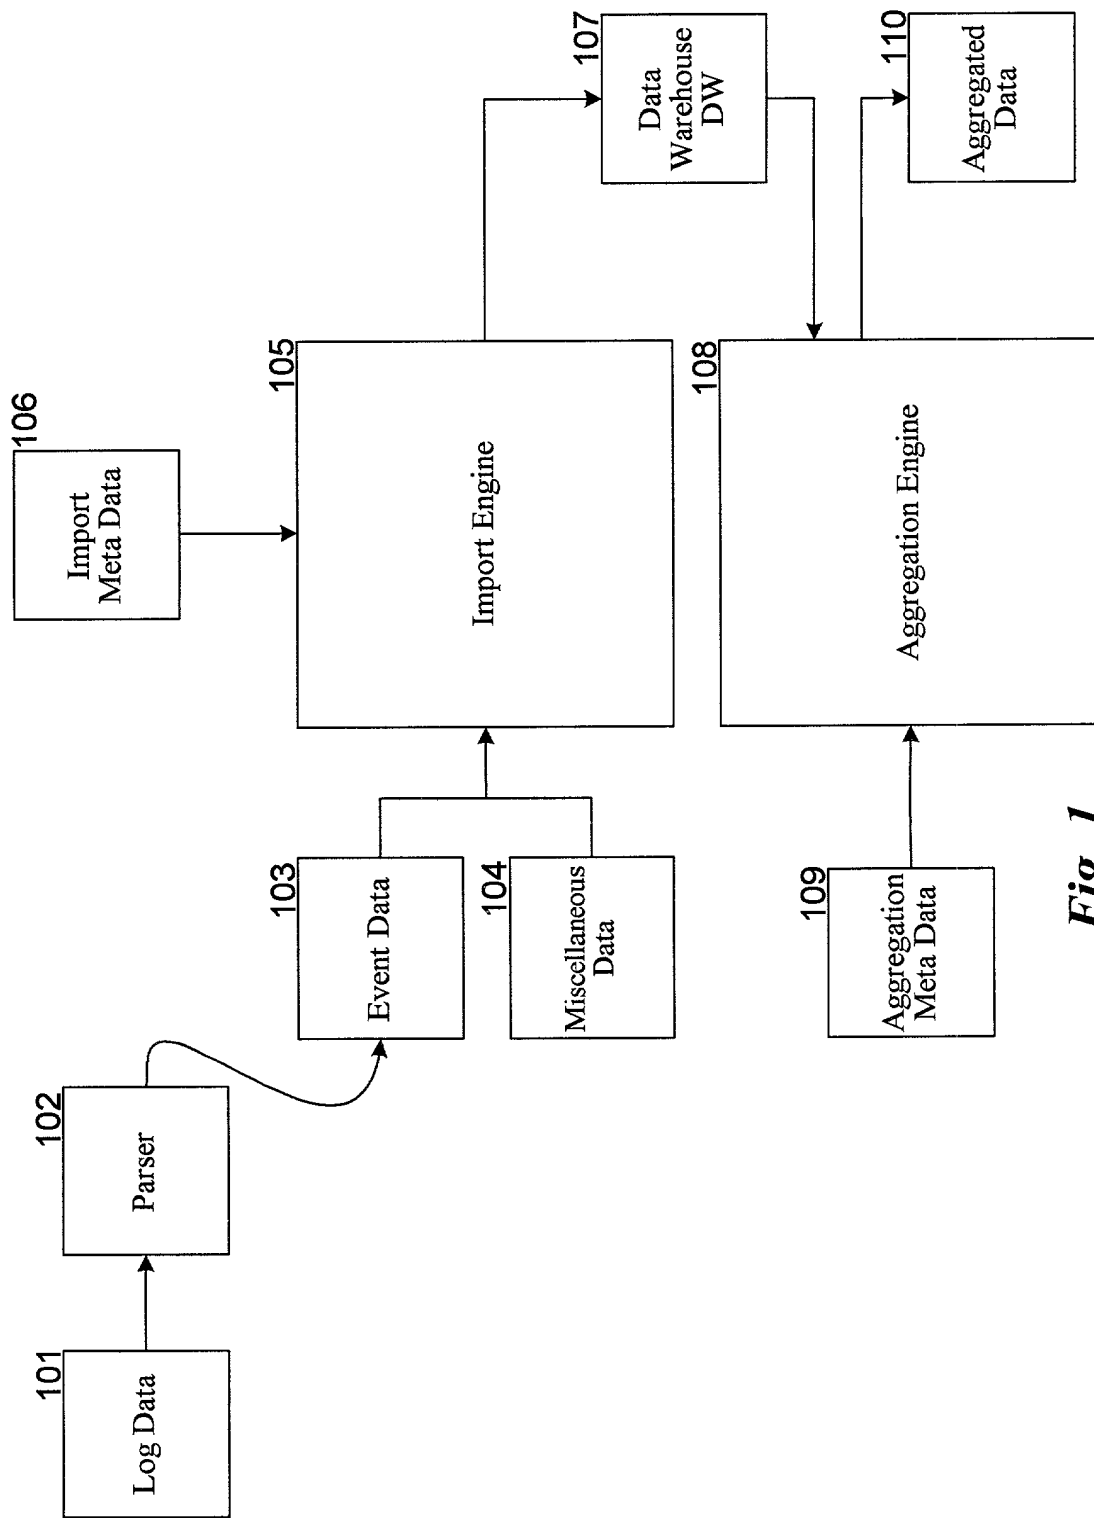 101
Log Data
102
Parser
103
Event Data
104
Miscellaneous
Data
106
Import
Meta Data
105
Import Engine
107
Data
Warehouse
DW
109
Aggregation
Meta Data
108
Aggregation Engine
110
Aggregated
Data
Fig. 1